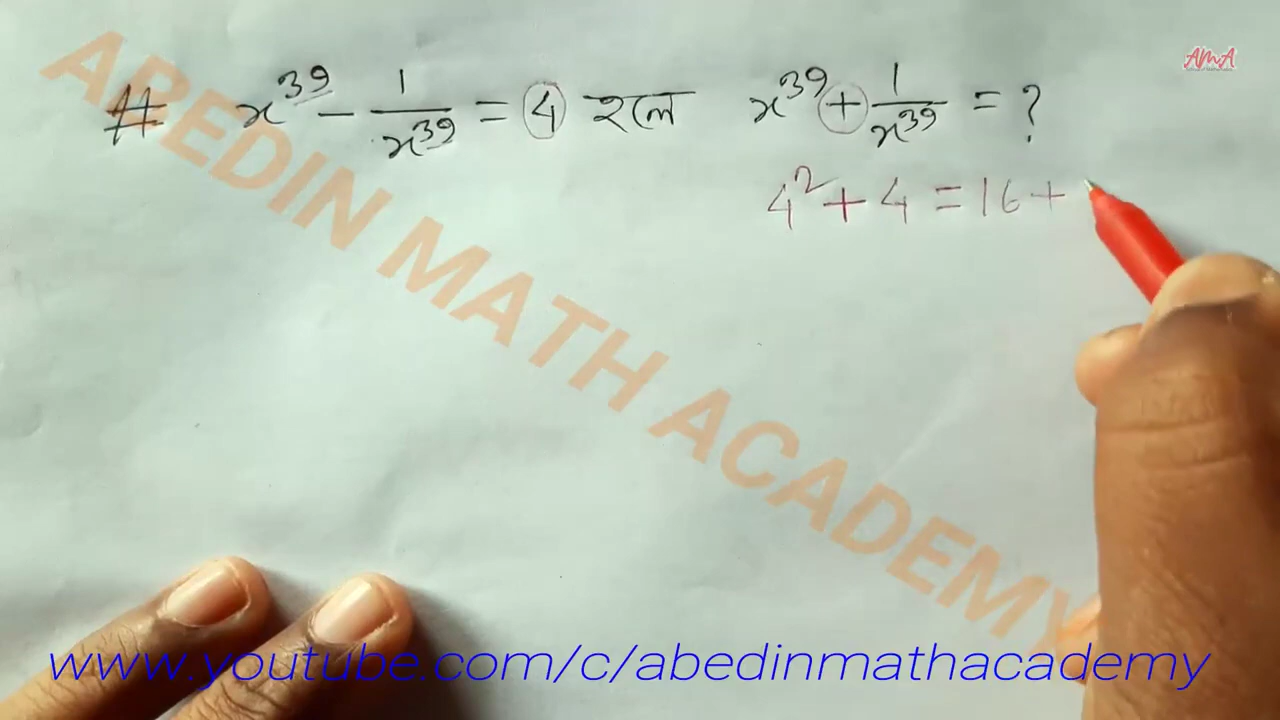 AMA
# x³⁹ - 1/x³⁹ = 4 হলে x³⁹ + 1/x³⁹ = ?
4² + 4 = 16 +
ABEDIN MATH ACADEMY
www.youtube.com/c/abedinmathacademy